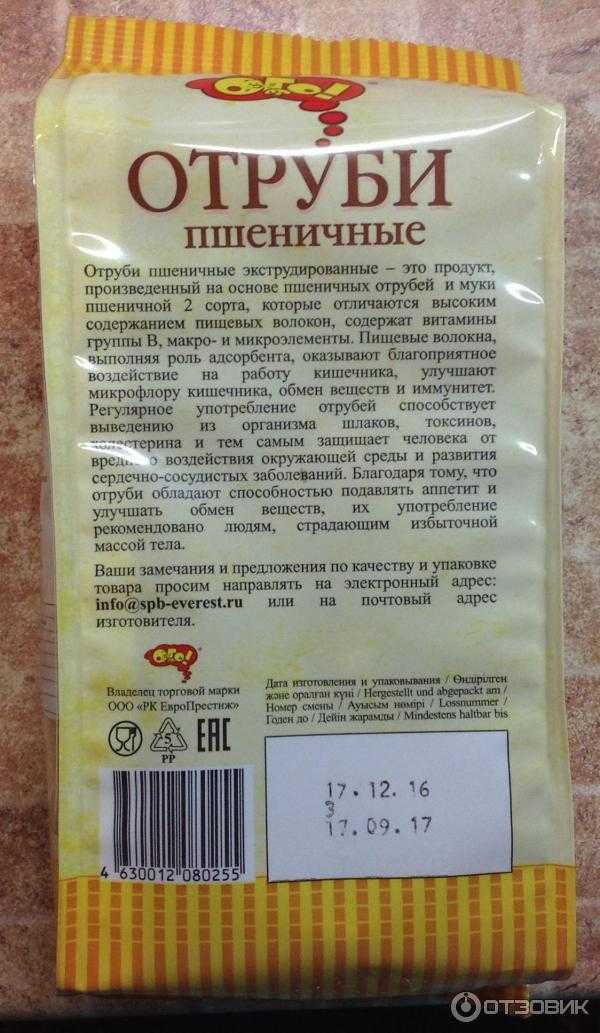 ОГО!
ОТРУБИ
пшеничные
Отруби пшеничные экструдированные – это продукт,
произведенный на основе пшеничных отрубей и муки
пшеничной 2 сорта, которые отличаются высоким
содержанием пищевых волокон, содержат витамины
группы В, макро- и микроэлементы. Пищевые волокна,
выполняя роль адсорбента, оказывают благоприятное
воздействие на работу кишечника, улучшают
микрофлору кишечника, обмен веществ и иммунитет.
Регулярное употребление отрубей способствует
выведению из организма шлаков, токсинов,
холестерина и тем самым защищает человека от
вредного воздействия окружающей среды и развития
сердечно-сосудистых заболеваний. Благодаря тому, что
отруби обладают способностью подавлять аппетит и
улучшать обмен веществ, их употребление
рекомендовано людям, страдающим избыточной
массой тела.
Ваши замечания и предложения по качеству и упаковке
товара просим направлять на электронный адрес:
info@spb-everest.ru или на почтовый адрес
изготовителя.
ОГО!
Владелец торговой марки
ООО «РК ЕвроПрестиж»
5
PP
EAC
4 630012 080255
Дата изготовления и упаковывания / Өндірілген
және оралған күні / Hergestellt und abgepackt am /
Номер смены / Ауысым нөмірі / Lossnummer /
Годен до / Дейін жарамды / Mindestens haltbar bis
17.12.16
3
17.09.17
ОТЗОВИК